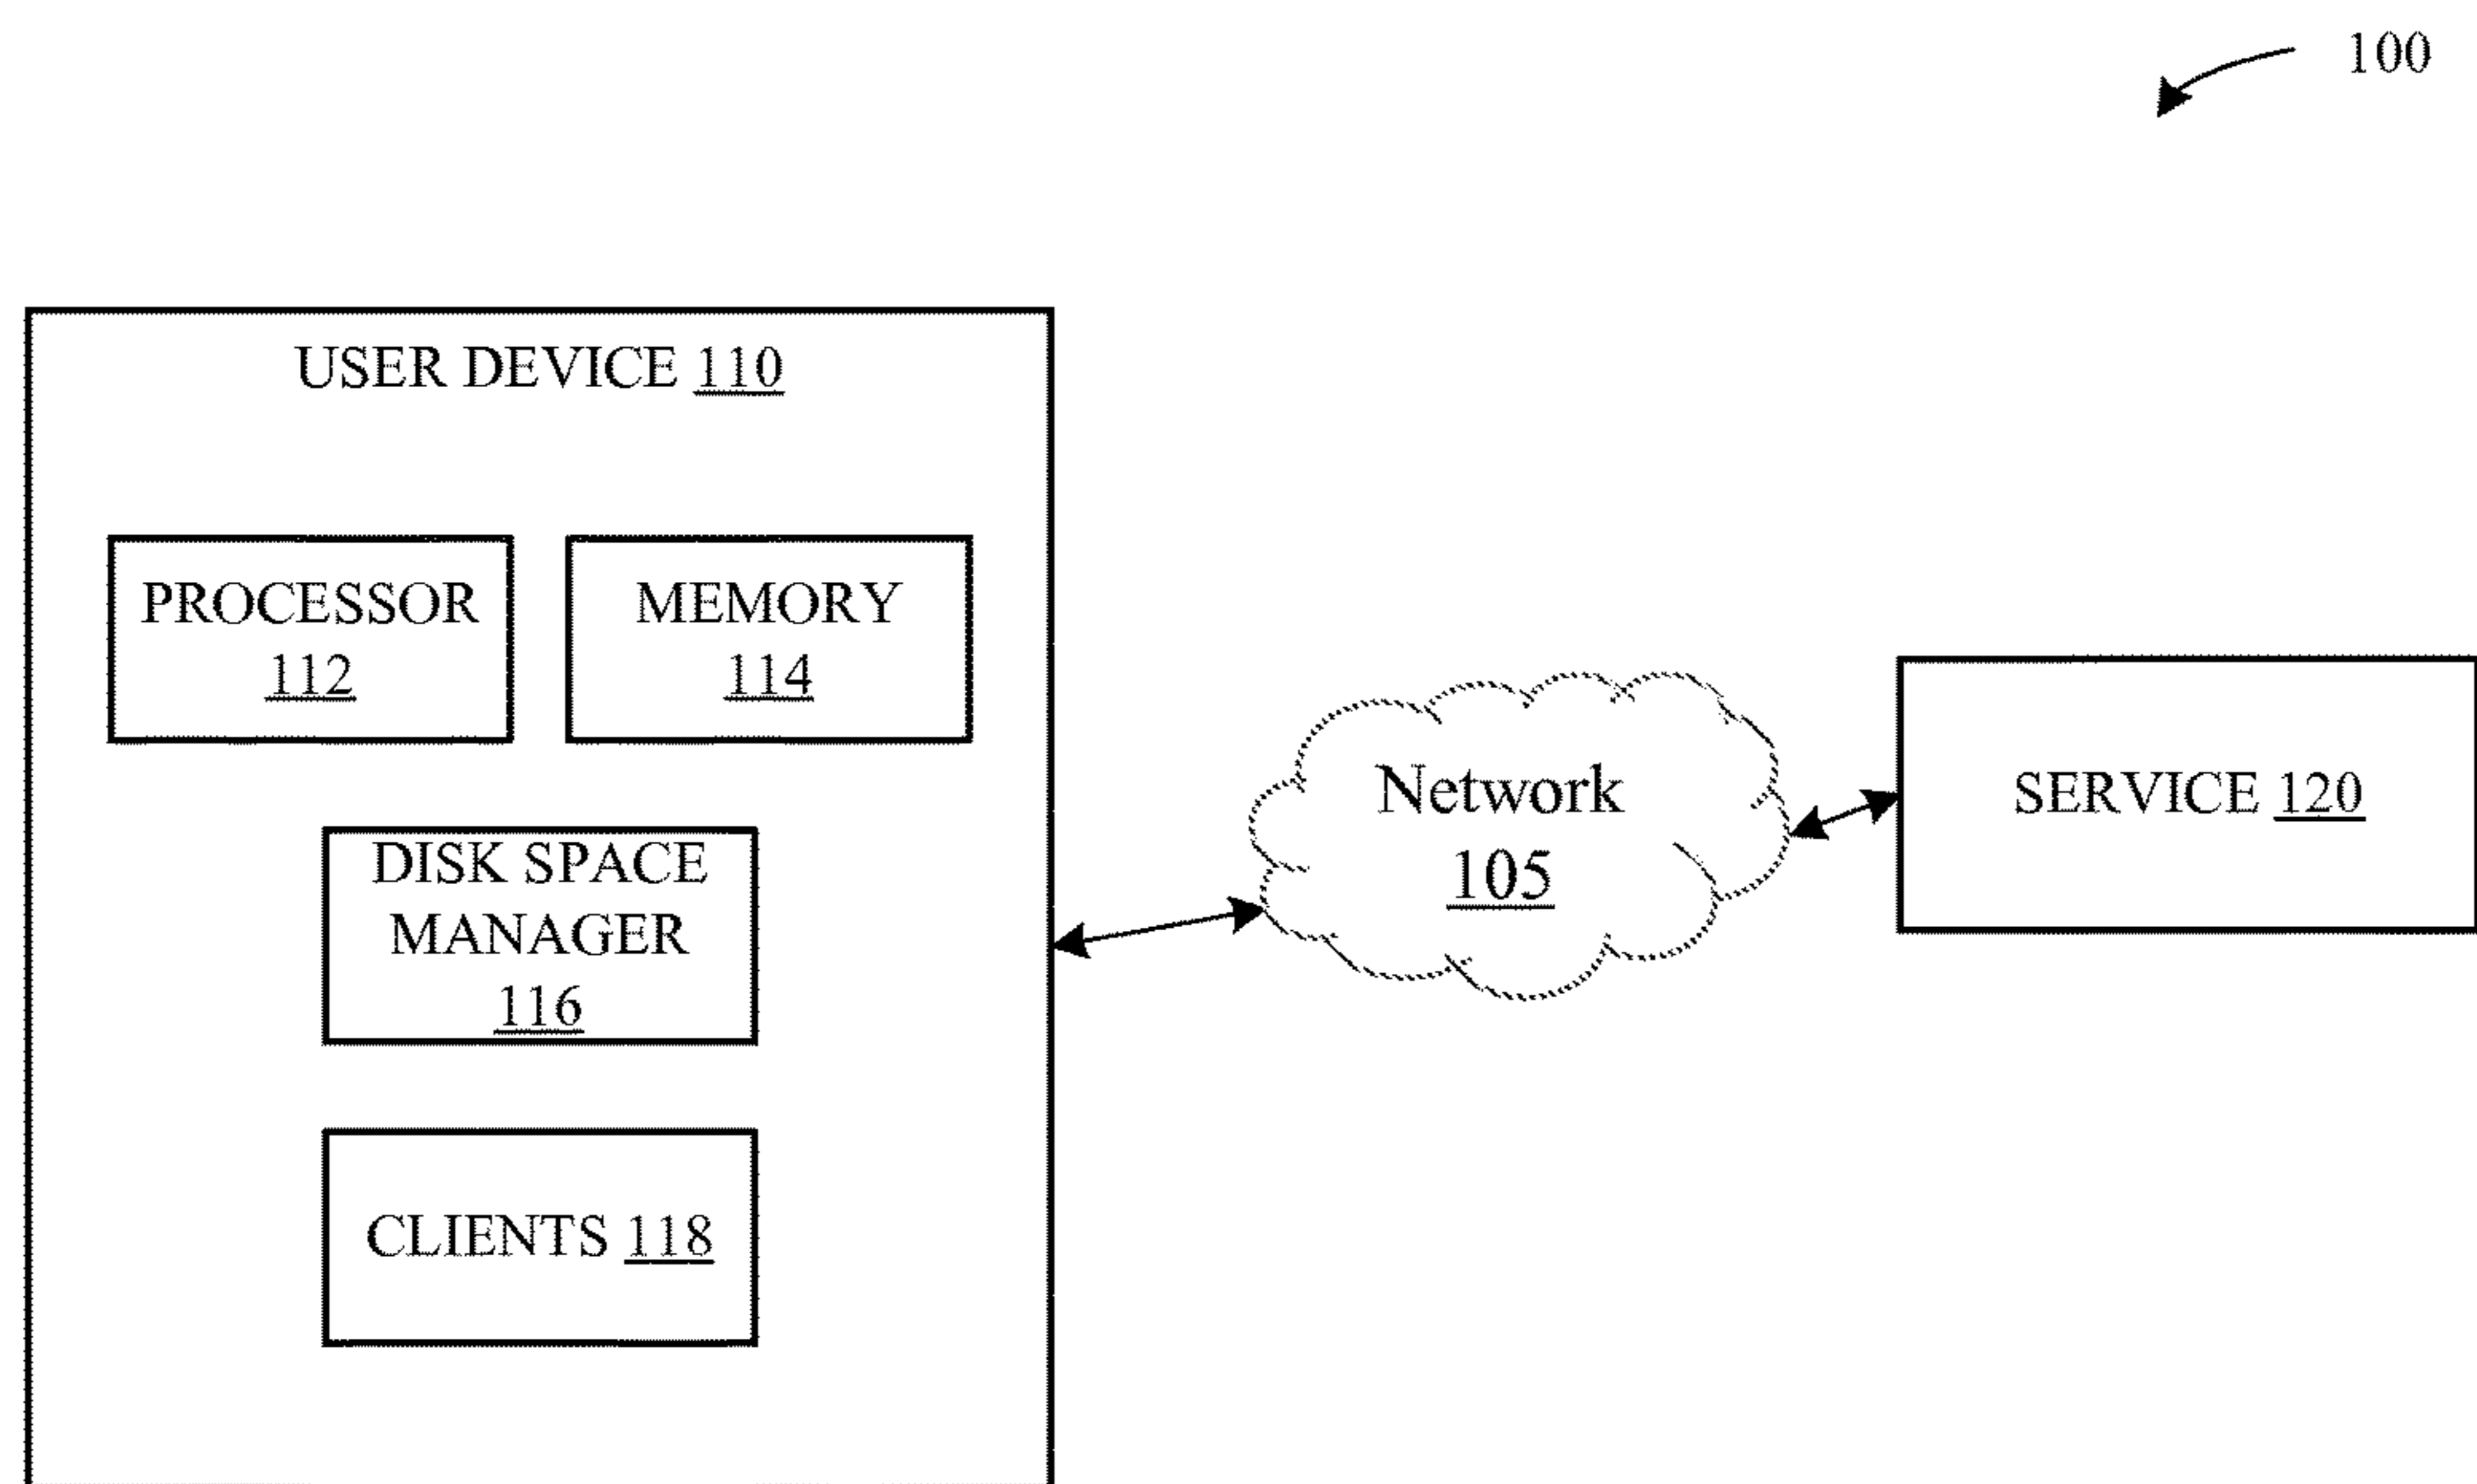 100
USER DEVICE 110
PROCESSOR
112
MEMORY
114
DISK SPACE
MANAGER
116
CLIENTS 118
Network
105
SERVICE 120